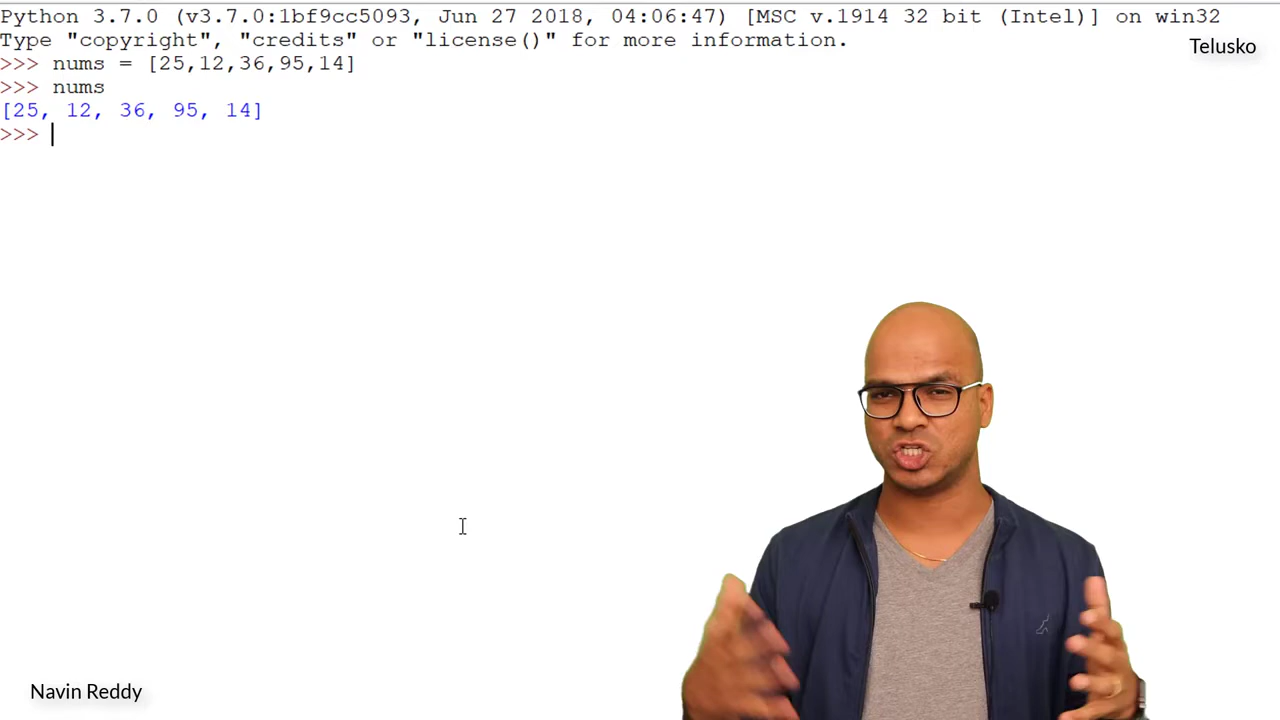 Python 3.7.0 (v3.7.0:1bf9cc5093, Jun 27 2018, 04:06:47) [MSC v.1914 32 bit (Intel)] on win32
Type "copyright", "credits" or "license()" for more information.
Telusko
>>> nums = [25,12,36,95,14]
>>> nums
[25, 12, 36, 95, 14]
>>>
Navin Reddy